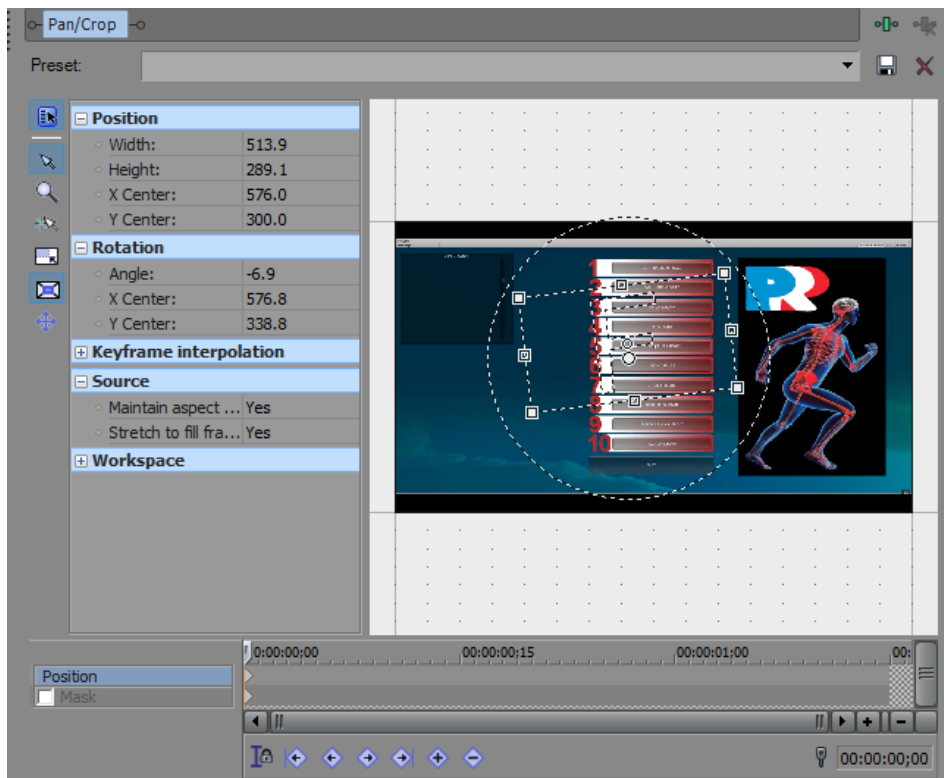 Pan/Crop
Preset:
Position
Width: 513.9
Height: 289.1
X Center: 576.0
Y Center: 300.0
Rotation
Angle: -6.9
X Center: 576.8
Y Center: 338.8
Keyframe interpolation
Source
Maintain aspect ... Yes
Stretch to fill fra... Yes
Workspace
1
2
3
4
5
6
7
8
9
10
PR
0:00:00;00 00:00:00;15 00:00:01;00 00:
Position
Mask
00:00:00;00